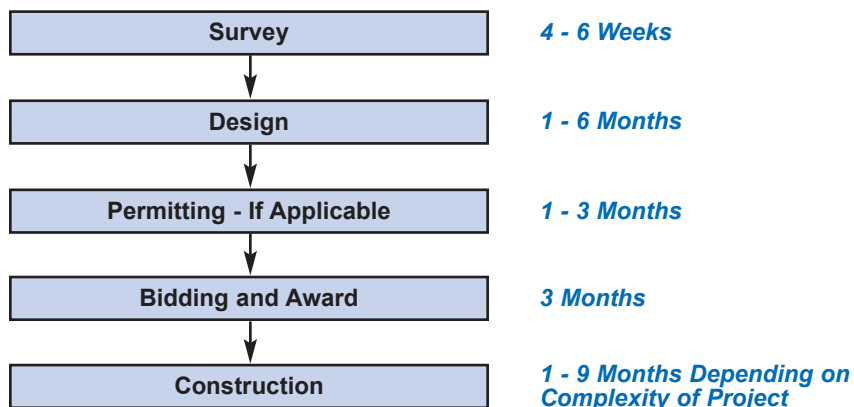 Survey
4 - 6 Weeks
Design
1 - 6 Months
Permitting - If Applicable
1 - 3 Months
Bidding and Award
3 Months
Construction
1 - 9 Months Depending on
Complexity of Project